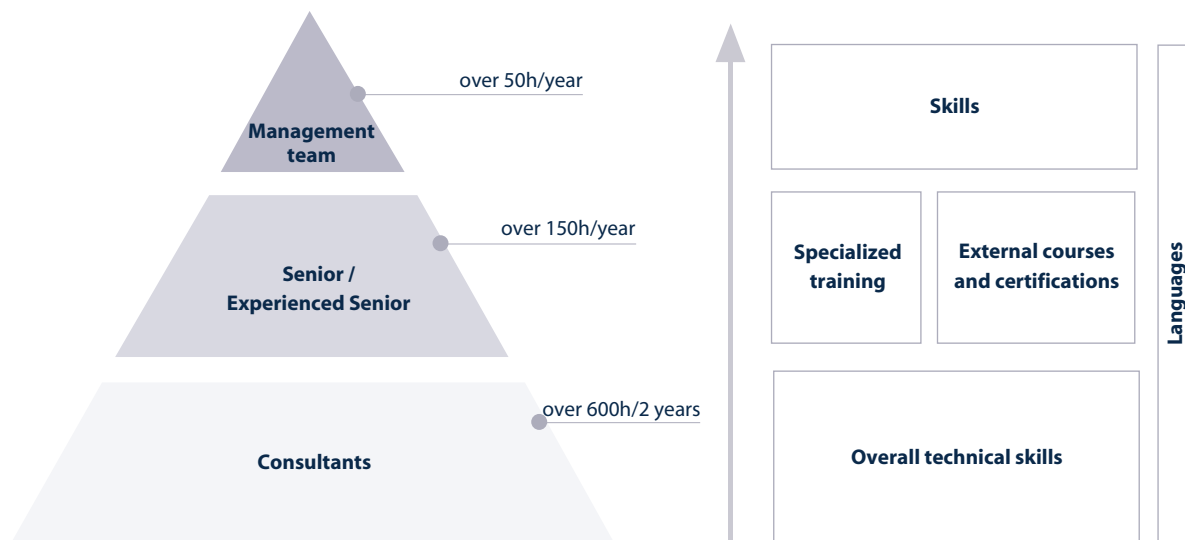 over 50h/year
Management
team
over 150h/year
Senior /
Experienced Senior
over 600h/2 years
Consultants
Skills
Specialized
training
External courses
and certifications
Overall technical skills
Languages